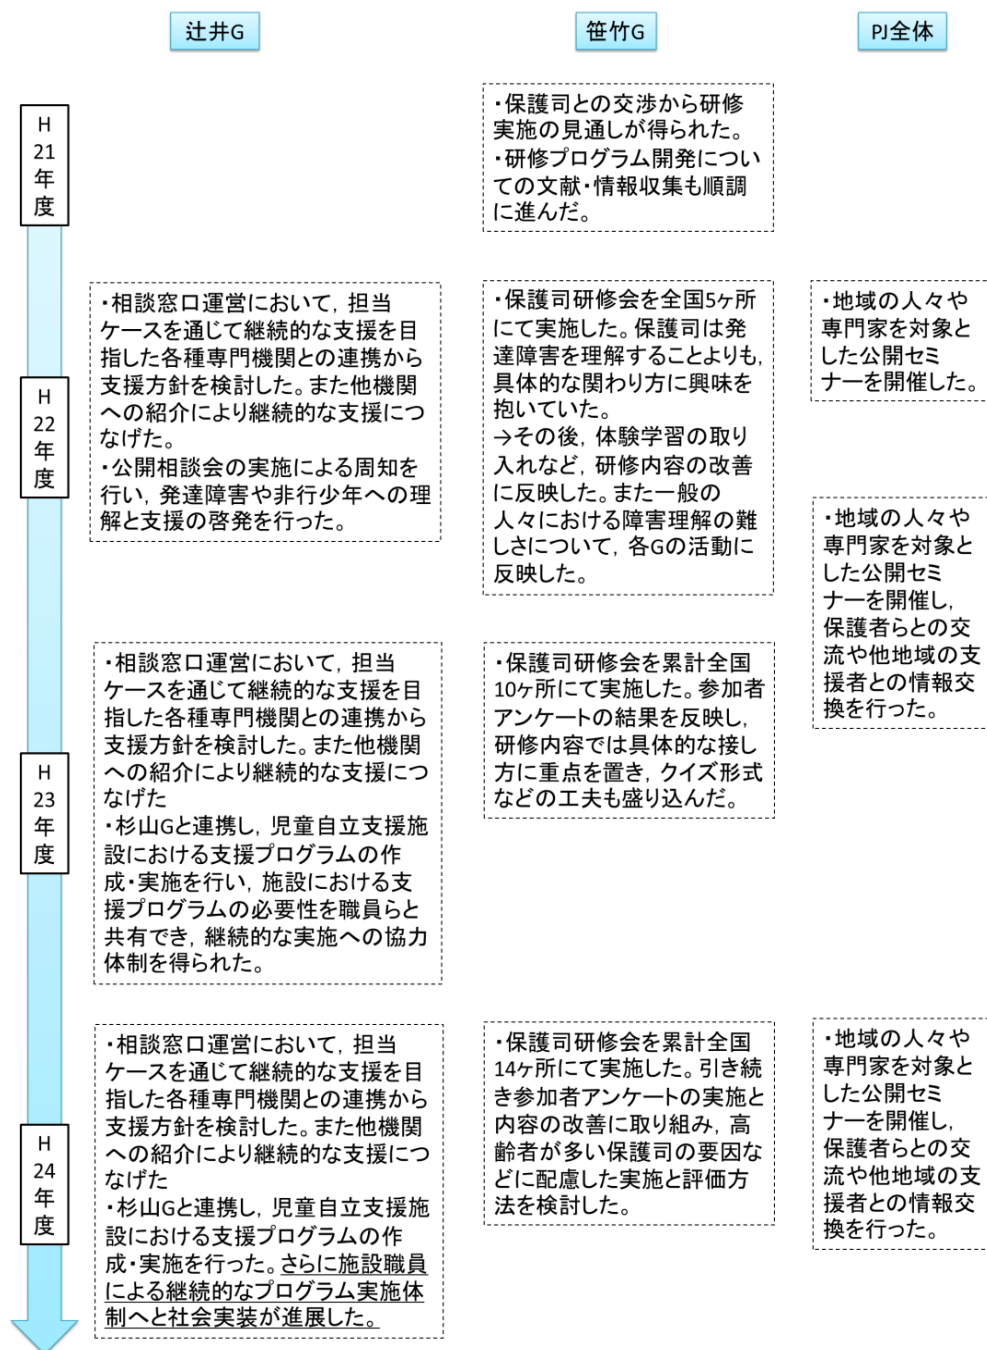 辻井G
笹竹G
PJ全体
H
21
年
度
・保護司との交渉から研修
実施の見通しが得られた。
・研修プログラム開発につい
ての文献・情報収集も順調
に進んだ。
H
22
年
度
・相談窓口運営において，担当
ケースを通じて継続的な支援を目
指した各種専門機関との連携から
支援方針を検討した。また他機関
への紹介により継続的な支援につ
なげた。
・公開相談会の実施による周知を
行い，発達障害や非行少年への理
解と支援の啓発を行った。
・保護司研修会を全国5ヶ所
にて実施した。保護司は発
達障害を理解することよりも，
具体的な関わり方に興味を
抱いていた。
→その後，体験学習の取り
入れなど，研修内容の改善
に反映した。また一般の
人々における障害理解の難
しさについて，各Gの活動に
反映した。
・地域の人々や
専門家を対象と
した公開セミ
ナーを開催した。
・地域の人々や
専門家を対象と
した公開セミ
ナーを開催し，
保護者らとの交
流や他地域の支
援者との情報交
換を行った。
H
23
年
度
・相談窓口運営において，担当
ケースを通じて継続的な支援を目
指した各種専門機関との連携から
支援方針を検討した。また他機関
への紹介により継続的な支援につ
なげた
・杉山Gと連携し，児童自立支援施
設における支援プログラムの作
成・実施を行い，施設における支
援プログラムの必要性を職員らと
共有でき，継続的な実施への協力
体制を得られた。
・保護司研修会を累計全国
10ヶ所にて実施した。参加者
アンケートの結果を反映し，
研修内容では具体的な接し
方に重点を置き，クイズ形式
などの工夫も盛り込んだ。
H
24
年
度
・相談窓口運営において，担当
ケースを通じて継続的な支援を目
指した各種専門機関との連携から
支援方針を検討した。また他機関
への紹介により継続的な支援につ
なげた
・杉山Gと連携し，児童自立支援施
設における支援プログラムの作
成・実施を行った。さらに施設職員
による継続的なプログラム実施体
制へと社会実装が進展した。
・保護司研修会を累計全国
14ヶ所にて実施した。引き続
き参加者アンケートの実施と
内容の改善に取り組み，高
齢者が多い保護司の要因な
どに配慮した実施と評価方
法を検討した。
・地域の人々や
専門家を対象と
した公開セミ
ナーを開催し，
保護者らとの交
流や他地域の支
援者との情報交
換を行った。